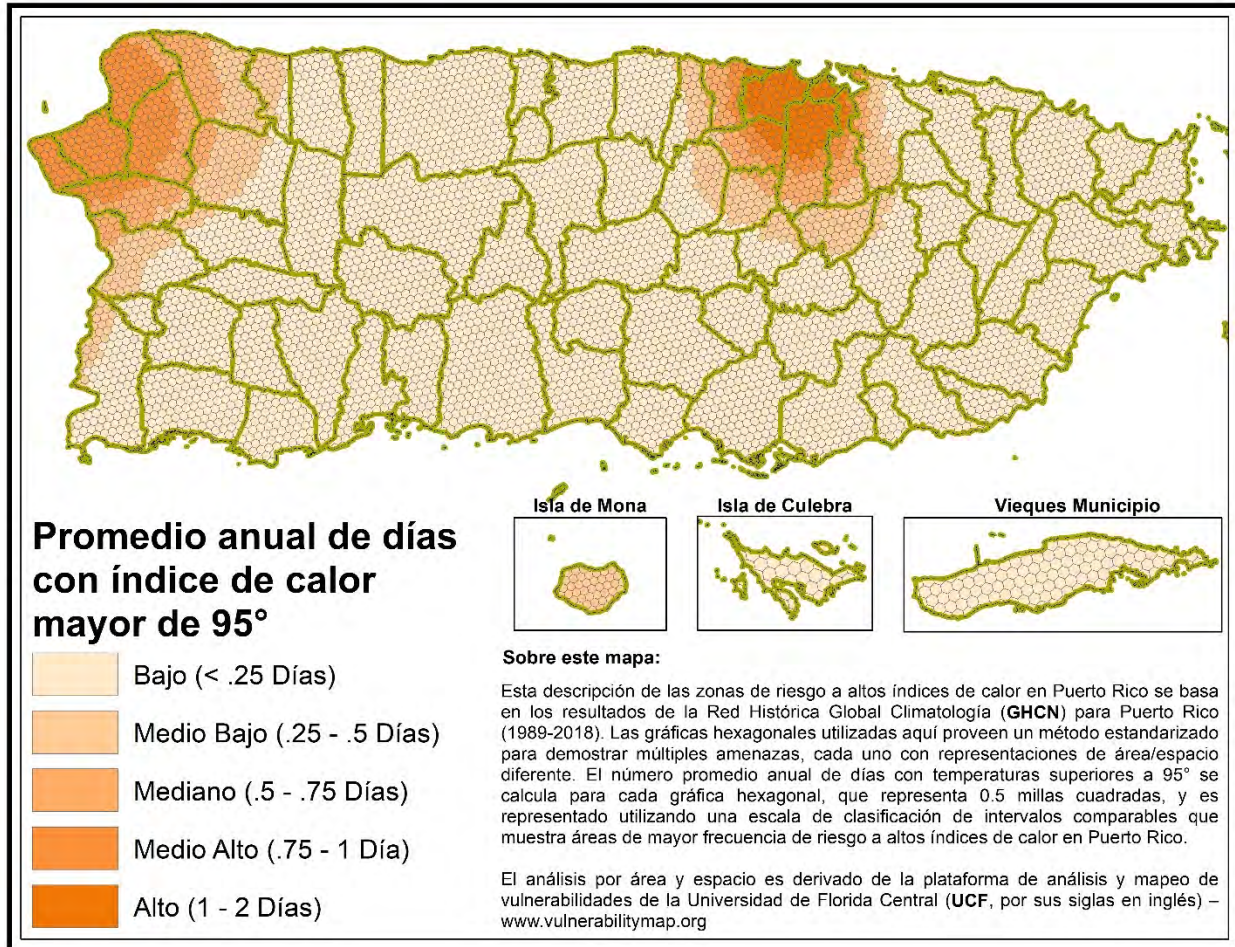 Isla de Mona
Isla de Culebra
Vieques Municipio
Promedio anual de días
con índice de calor
mayor de 95°
Bajo (< .25 Días)
Medio Bajo (.25 - .5 Días)
Mediano (.5 - .75 Días)
Medio Alto (.75 - 1 Día)
Alto (1 - 2 Días)
Sobre este mapa:
Esta descripción de las zonas de riesgo a altos índices de calor en Puerto Rico se basa
en los resultados de la Red Histórica Global Climatología (GHCN) para Puerto Rico
(1989-2018). Las gráficas hexagonales utilizadas aquí proveen un método estandarizado
para demostrar múltiples amenazas, cada uno con representaciones de área/espacio
diferente. El número promedio anual de días con temperaturas superiores a 95° se
calcula para cada gráfica hexagonal, que representa 0.5 millas cuadradas, y es
representado utilizando una escala de clasificación de intervalos comparables que
muestra áreas de mayor frecuencia de riesgo a altos índices de calor en Puerto Rico.
El análisis por área y espacio es derivado de la plataforma de análisis y mapeo de
vulnerabilidades de la Universidad de Florida Central (UCF, por sus siglas en inglés) –
www.vulnerabilitymap.org